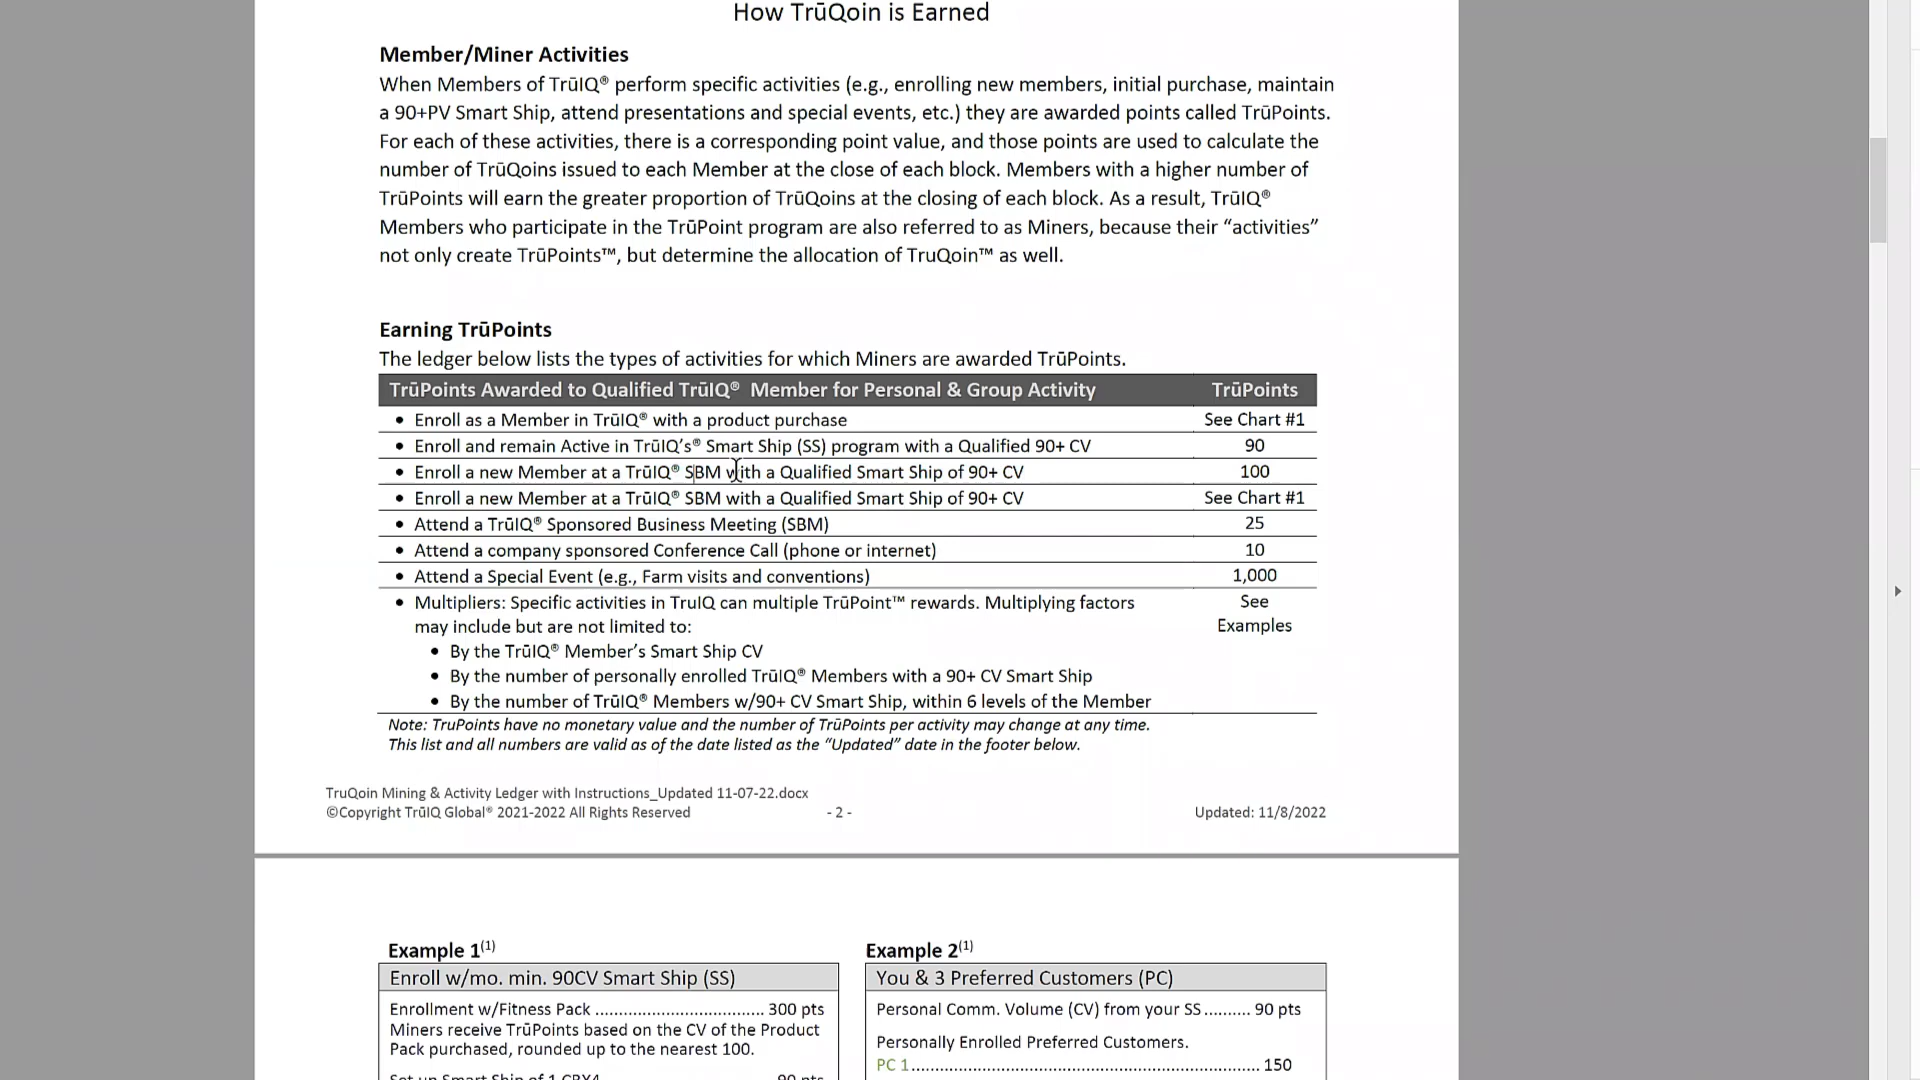 How TrūQoin is Earned
Member/Miner Activities
When Members of TrūIQ® perform specific activities (e.g., enrolling new members, initial purchase, maintain
a 90+PV Smart Ship, attend presentations and special events, etc.) they are awarded points called TrūPoints.
For each of these activities, there is a corresponding point value, and those points are used to calculate the
number of TrūQoins issued to each Member at the close of each block. Members with a higher number of
TrūPoints will earn the greater proportion of TrūQoins at the closing of each block. As a result, TrūIQ®
Members who participate in the TrūPoint program are also referred to as Miners, because their “activities”
not only create TrūPoints™, but determine the allocation of TruQoin™ as well.
Earning TrūPoints
The ledger below lists the types of activities for which Miners are awarded TrūPoints.
TrūPoints Awarded to Qualified TrūIQ® Member for Personal & Group Activity TrūPoints
• Enroll as a Member in TrūIQ® with a product purchase See Chart #1
• Enroll and remain Active in TrūIQ’s® Smart Ship (SS) program with a Qualified 90+ CV 90
• Enroll a new Member at a TrūIQ® SBM with a Qualified Smart Ship of 90+ CV 100
• Enroll a new Member at a TrūIQ® SBM with a Qualified Smart Ship of 90+ CV See Chart #1
• Attend a TrūIQ® Sponsored Business Meeting (SBM) 25
• Attend a company sponsored Conference Call (phone or internet) 10
• Attend a Special Event (e.g., Farm visits and conventions) 1,000
• Multipliers: Specific activities in TruIQ can multiple TrūPoint™ rewards. Multiplying factors See
may include but are not limited to: Examples
• By the TrūIQ® Member’s Smart Ship CV
• By the number of personally enrolled TrūIQ® Members with a 90+ CV Smart Ship
• By the number of TrūIQ® Members w/90+ CV Smart Ship, within 6 levels of the Member
Note: TruPoints have no monetary value and the number of TrūPoints per activity may change at any time.
This list and all numbers are valid as of the date listed as the “Updated” date in the footer below.
TruQoin Mining & Activity Ledger with Instructions_Updated 11-07-22.docx
©Copyright TrūIQ Global® 2021-2022 All Rights Reserved - 2 - Updated: 11/8/2022
Example 1(1)
Enroll w/mo. min. 90CV Smart Ship (SS)
Enrollment w/Fitness Pack .................................... 300 pts
Miners receive TrūPoints based on the CV of the Product
Pack purchased, rounded up to the nearest 100.
Set up Smart Ship of 1 CBX4 90 pts
Example 2(1)
You & 3 Preferred Customers (PC)
Personal Comm. Volume (CV) from your SS.......... 90 pts
Personally Enrolled Preferred Customers.
PC 1.......................................................................... 150